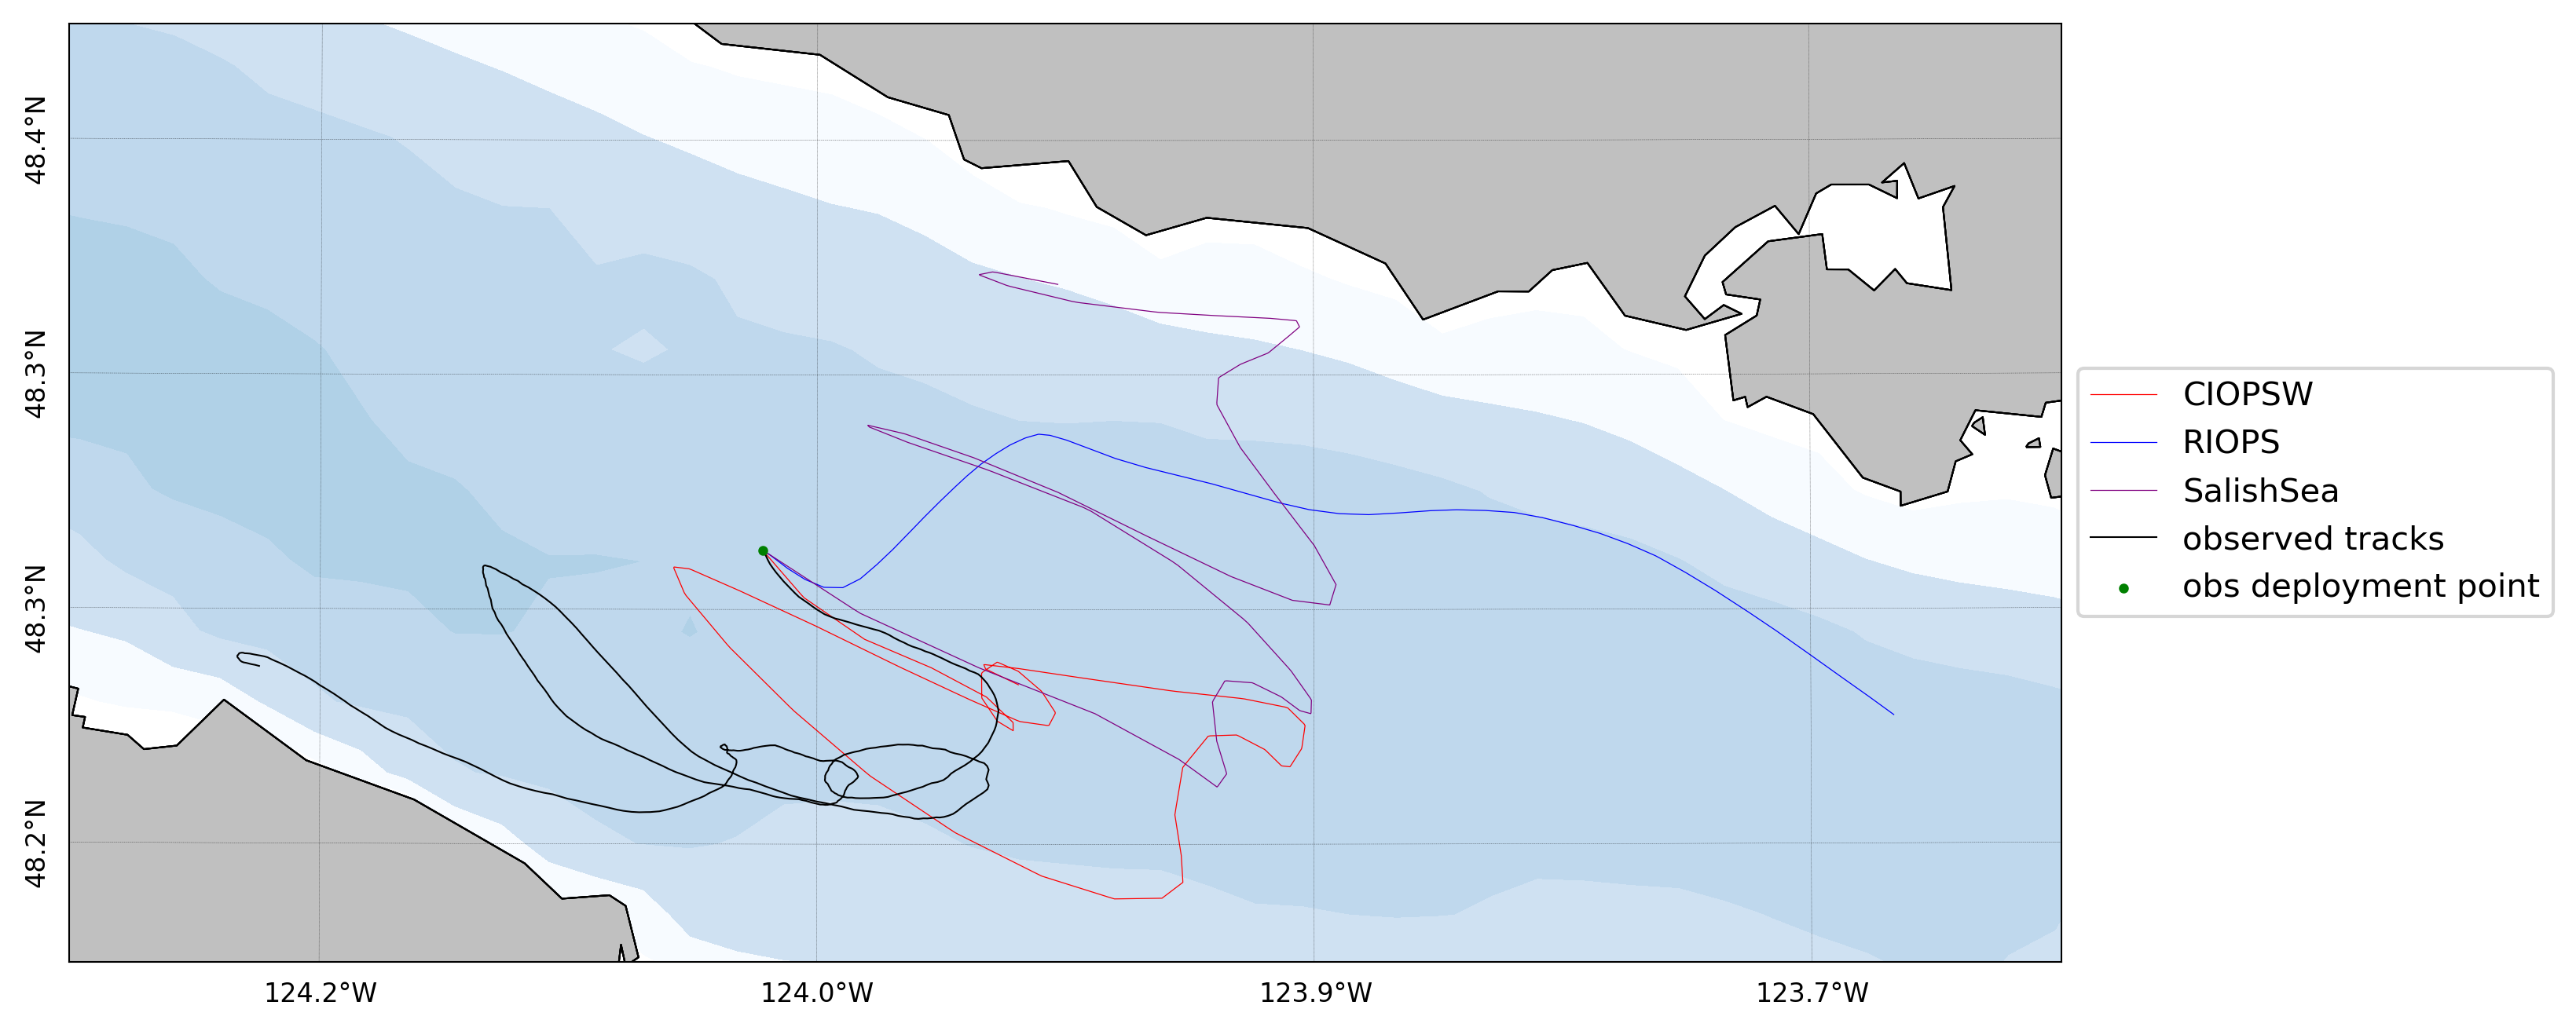 48.4°N
48.3°N
48.3°N
48.2°N
124.2°W
124.0°W
123.9°W
123.7°W
CIOPSW
RIOPS
SalishSea
observed tracks
obs deployment point